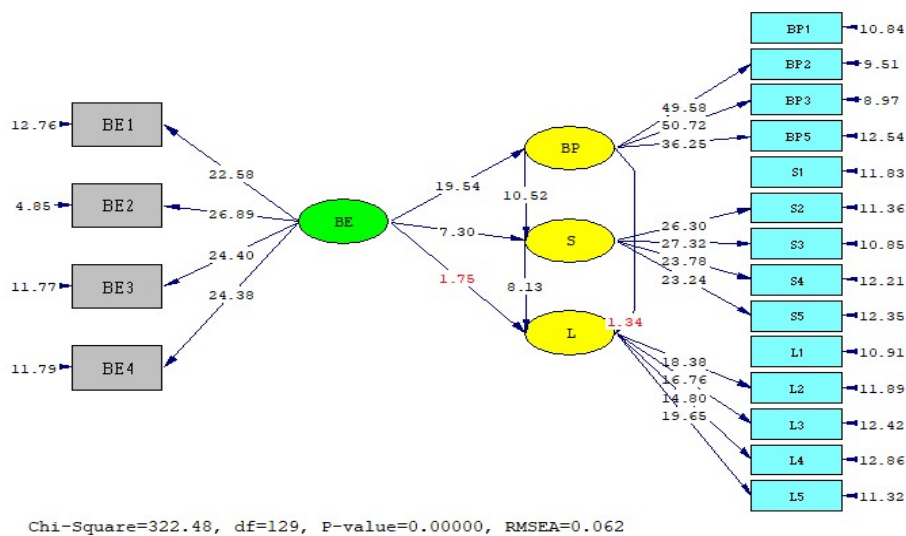 BP1 10.84
BP2 9.51
49.58
BP3 8.97
12.76 BE1
50.72
BP
BP5 12.54
36.25
22.58
S1 11.83
19.54
10.52
4.85 BE2
S2 11.36
26.89
BE
26.30
7.30
S
S3 10.85
27.32
24.40
23.78
11.77 BE3
1.75
S4 12.21
23.24
8.13
24.38
S5 12.35
1.34
L
L1 10.91
18.38
11.79 BE4
16.76
L2 11.89
14.80
19.65
L3 12.42
L4 12.86
L5 11.32
Chi-Square=322.48, df=129, P-value=0.00000, RMSEA=0.062